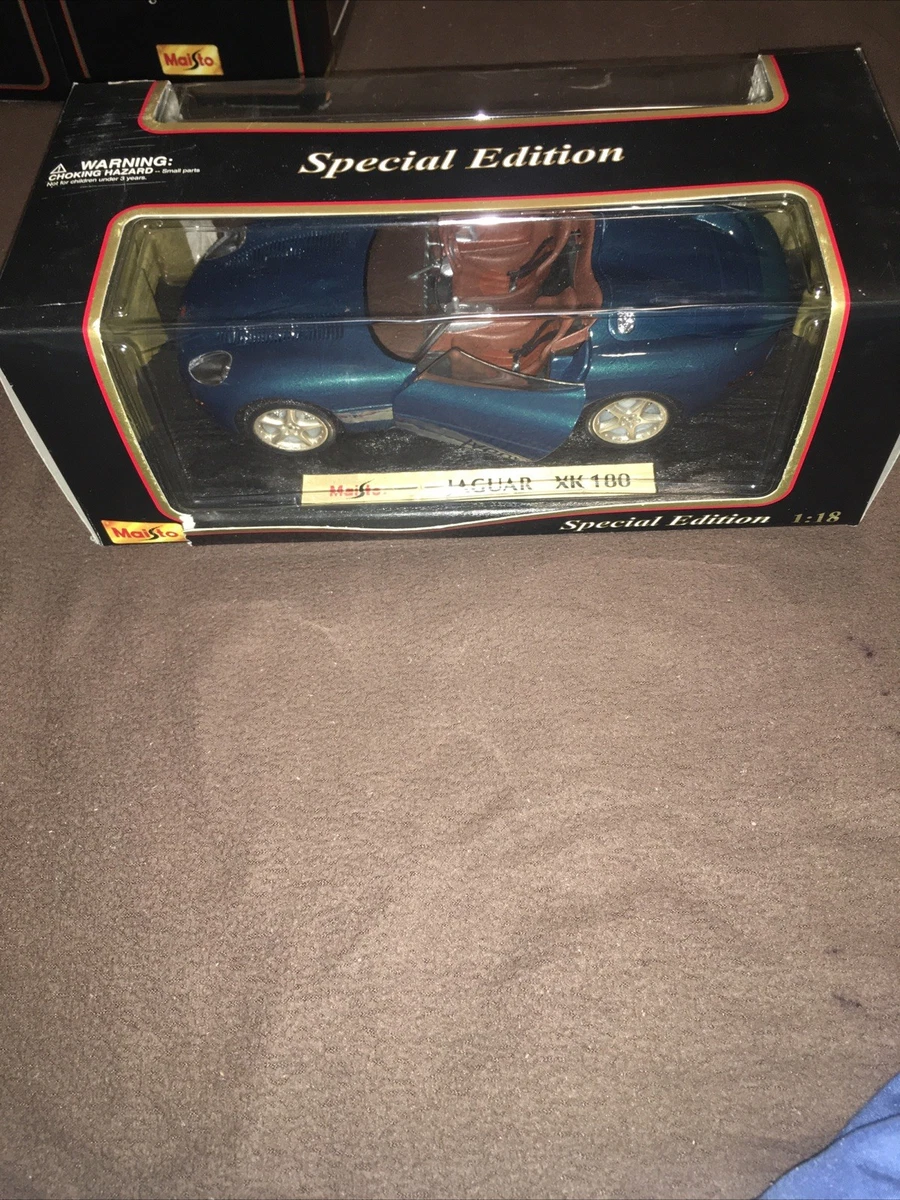 Maisto
Special Edition
WARNING:
CHOKING HAZARD -- Small parts
Not for children under 3 years.
Maisto JAGUAR XK 180
Maisto
Special Edition 1:18